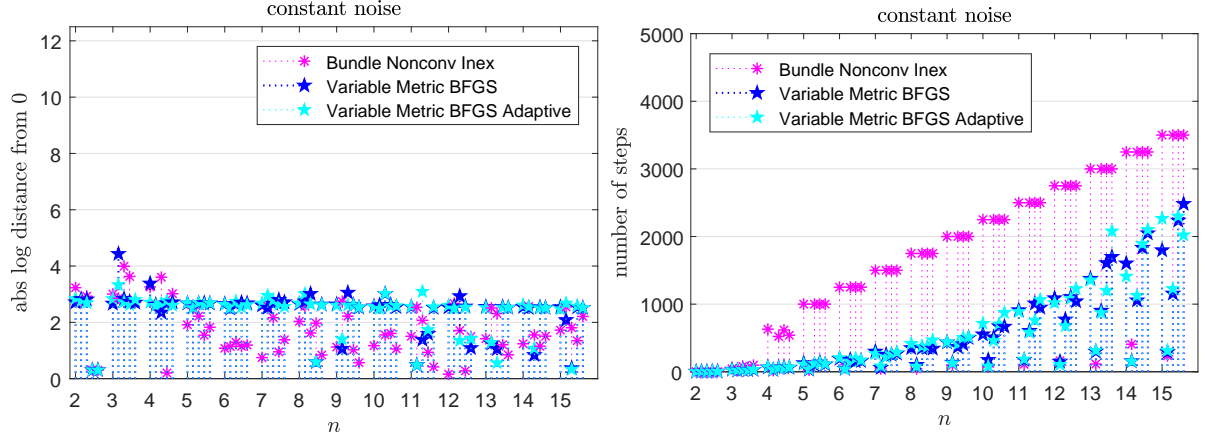 constant noise
abs log distance from 0
12
10
8
6
4
2
0
Bundle Nonconv Inex
Variable Metric BFGS
Variable Metric BFGS Adaptive
2 3 4 5 6 7 8 9 10 11 12 13 14 15
n
constant noise
number of steps
5000
4000
3000
2000
1000
0
Bundle Nonconv Inex
Variable Metric BFGS
Variable Metric BFGS Adaptive
2 3 4 5 6 7 8 9 10 11 12 13 14 15
n